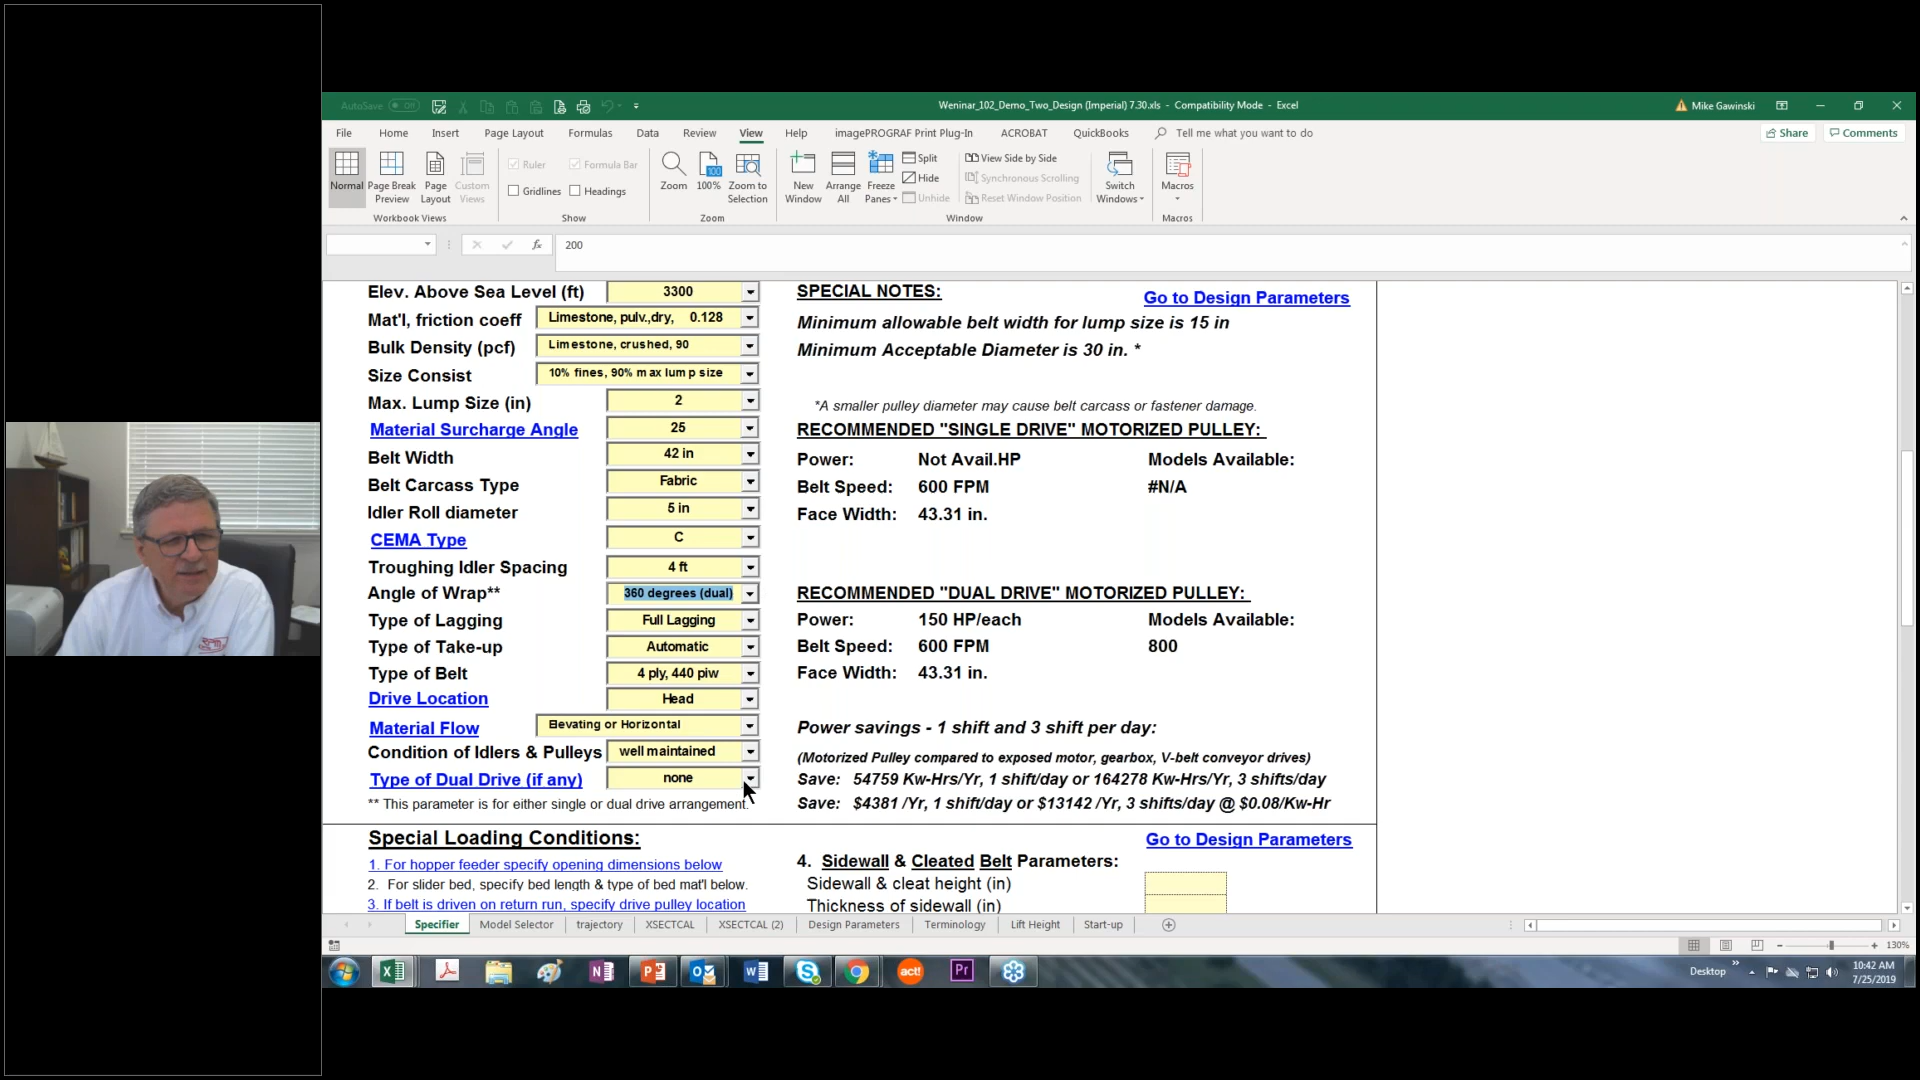 AutoSave Off
Weninar_102_Demo_Two_Design (Imperial) 7.30.xls - Compatibility Mode - Excel
Mike Gawinski
File Home Insert Page Layout Formulas Data Review View Help imagePROGRAF Print Plug-In ACROBAT QuickBooks Tell me what you want to do Share Comments
Normal
Page Break Preview
Page Layout
Custom Views
Workbook Views
Ruler
Formula Bar
Gridlines
Headings
Show
Zoom
100%
Zoom to Selection
Zoom
New Window
Arrange All
Freeze Panes
Split
Hide
Unhide
View Side by Side
Synchronous Scrolling
Reset Window Position
Window
Switch Windows
Macros
Macros
fx 200
Elev. Above Sea Level (ft) 3300
Mat'l, friction coeff Limestone, pulv.,dry, 0.128
Bulk Density (pcf) Limestone, crushed, 90
Size Consist 10% fines, 90% max lump size
Max. Lump Size (in) 2
Material Surcharge Angle 25
Belt Width 42 in
Belt Carcass Type Fabric
Idler Roll diameter 5 in
CEMA Type C
Troughing Idler Spacing 4 ft
Angle of Wrap** 360 degrees (dual)
Type of Lagging Full Lagging
Type of Take-up Automatic
Type of Belt 4 ply, 440 piw
Drive Location Head
Material Flow Elevating or Horizontal
Condition of Idlers & Pulleys well maintained
Type of Dual Drive (if any) none
** This parameter is for either single or dual drive arrangement.
SPECIAL NOTES:
Go to Design Parameters
Minimum allowable belt width for lump size is 15 in
Minimum Acceptable Diameter is 30 in. *
*A smaller pulley diameter may cause belt carcass or fastener damage.
RECOMMENDED "SINGLE DRIVE" MOTORIZED PULLEY:
Power: Not Avail.HP Models Available:
Belt Speed: 600 FPM #N/A
Face Width: 43.31 in.
RECOMMENDED "DUAL DRIVE" MOTORIZED PULLEY:
Power: 150 HP/each Models Available:
Belt Speed: 600 FPM 800
Face Width: 43.31 in.
Power savings - 1 shift and 3 shift per day:
(Motorized Pulley compared to exposed motor, gearbox, V-belt conveyor drives)
Save: 54759 Kw-Hrs/Yr, 1 shift/day or 164278 Kw-Hrs/Yr, 3 shifts/day
Save: $4381 /Yr, 1 shift/day or $13142 /Yr, 3 shifts/day @ $0.08/Kw-Hr
Special Loading Conditions:
1. For hopper feeder specify opening dimensions below
2. For slider bed, specify bed length & type of bed mat'l below.
3. If belt is driven on return run, specify drive pulley location
Go to Design Parameters
4. Sidewall & Cleated Belt Parameters:
Sidewall & cleat height (in)
Thickness of sidewall (in)
Specifier Model Selector trajectory XSECTCAL XSECTCAL (2) Design Parameters Terminology Lift Height Start-up
130%
act! Pr
Desktop
10:42 AM
7/25/2019